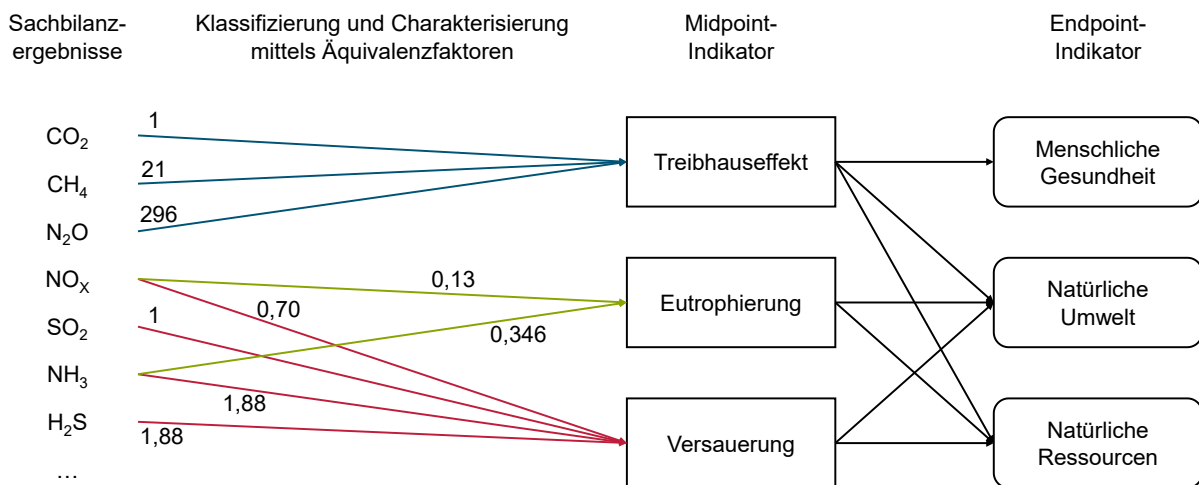 Sachbilanz-
ergebnisse
Klassifizierung und Charakterisierung
mittels Äquivalenzfaktoren
Midpoint-
Indikator
Endpoint-
Indikator
CO₂
1
CH₄
21
N₂O
296
NOₓ
0,13
0,70
SO₂
1
NH₃
0,346
1,88
H₂S
1,88
…
Treibhauseffekt
Eutrophierung
Versauerung
Menschliche
Gesundheit
Natürliche
Umwelt
Natürliche
Ressourcen